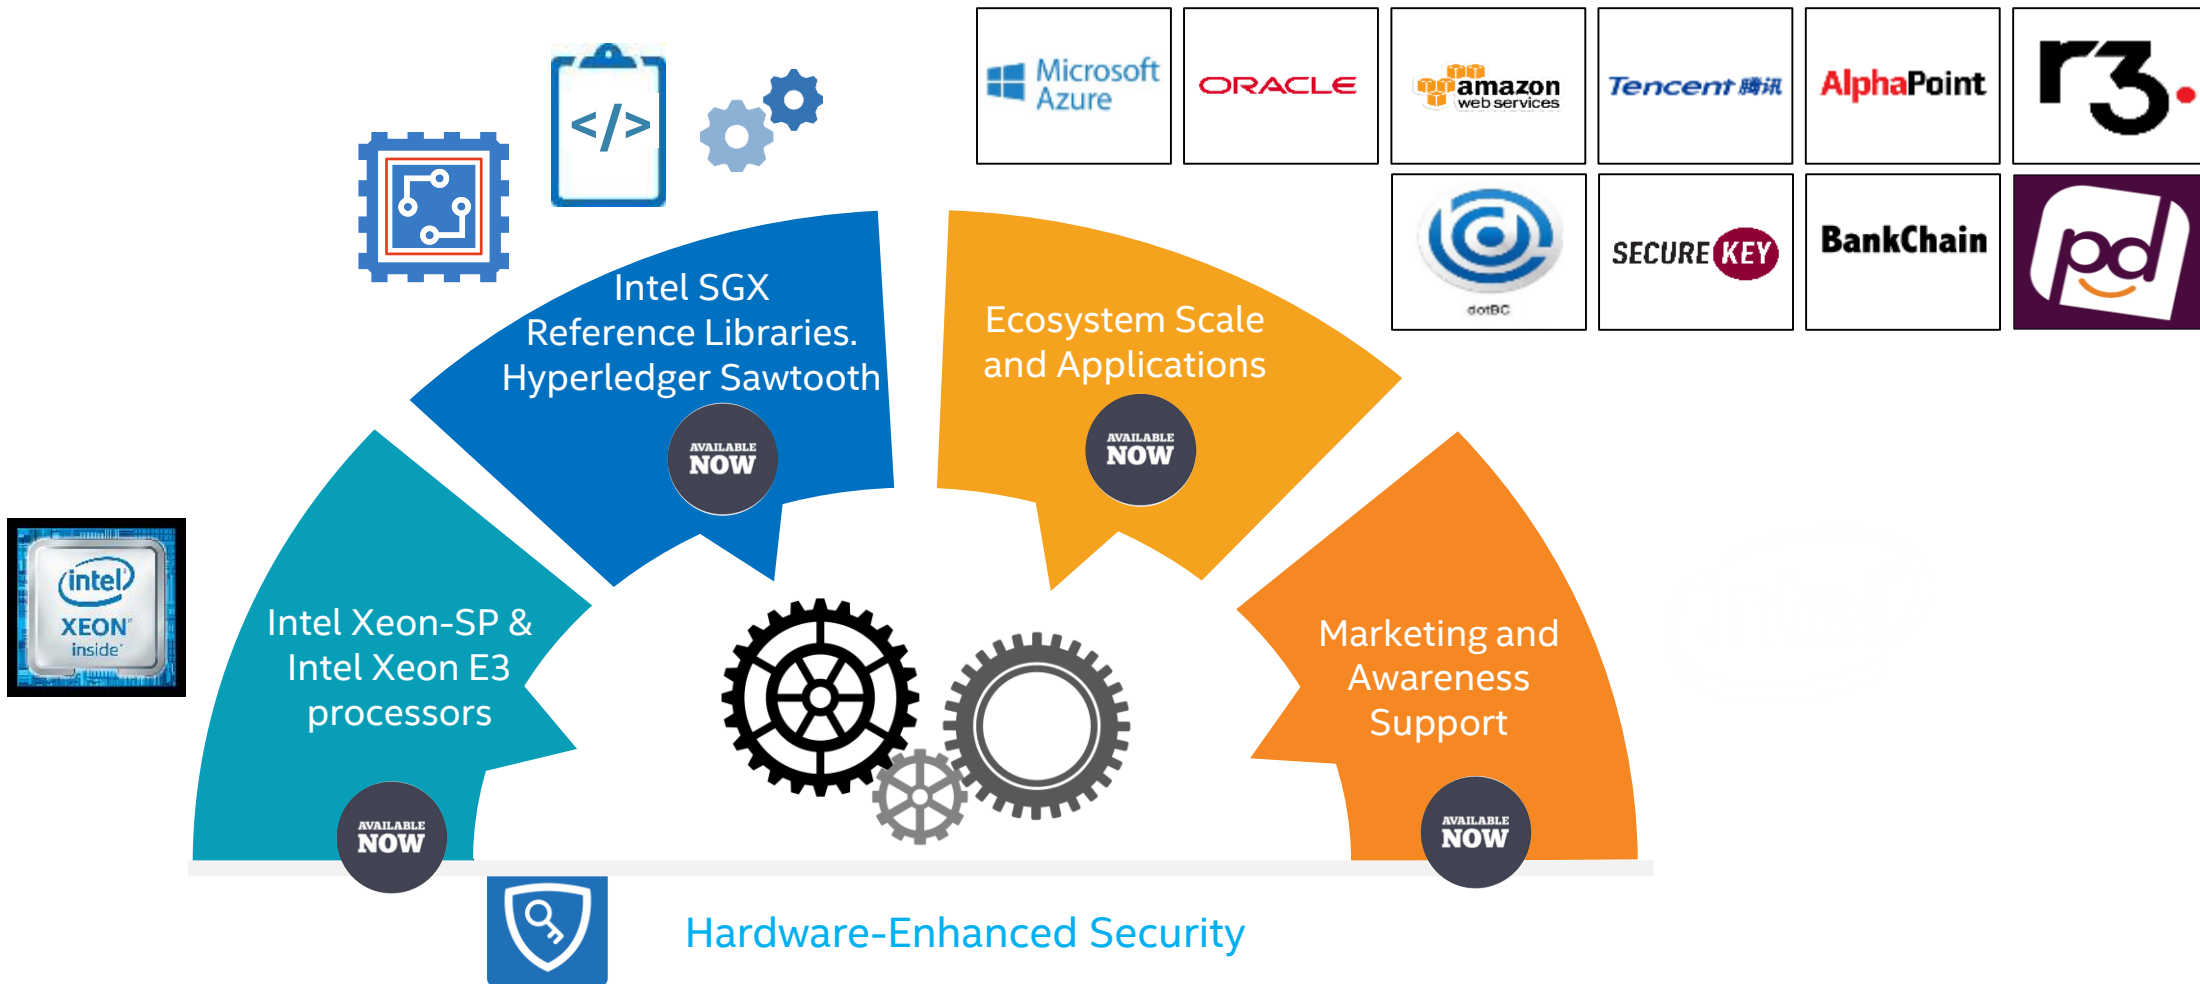 Microsoft
Azure
ORACLE
amazon
web services
Tencent 腾讯
AlphaPoint
r3.
dotBC
SECURE KEY
BankChain
pd
</>
Intel SGX
Reference Libraries.
Hyperledger Sawtooth
AVAILABLE
NOW
Ecosystem Scale
and Applications
AVAILABLE
NOW
intel
XEON
inside
Intel Xeon-SP &
Intel Xeon E3
processors
AVAILABLE
NOW
Marketing and
Awareness
Support
AVAILABLE
NOW
Hardware-Enhanced Security